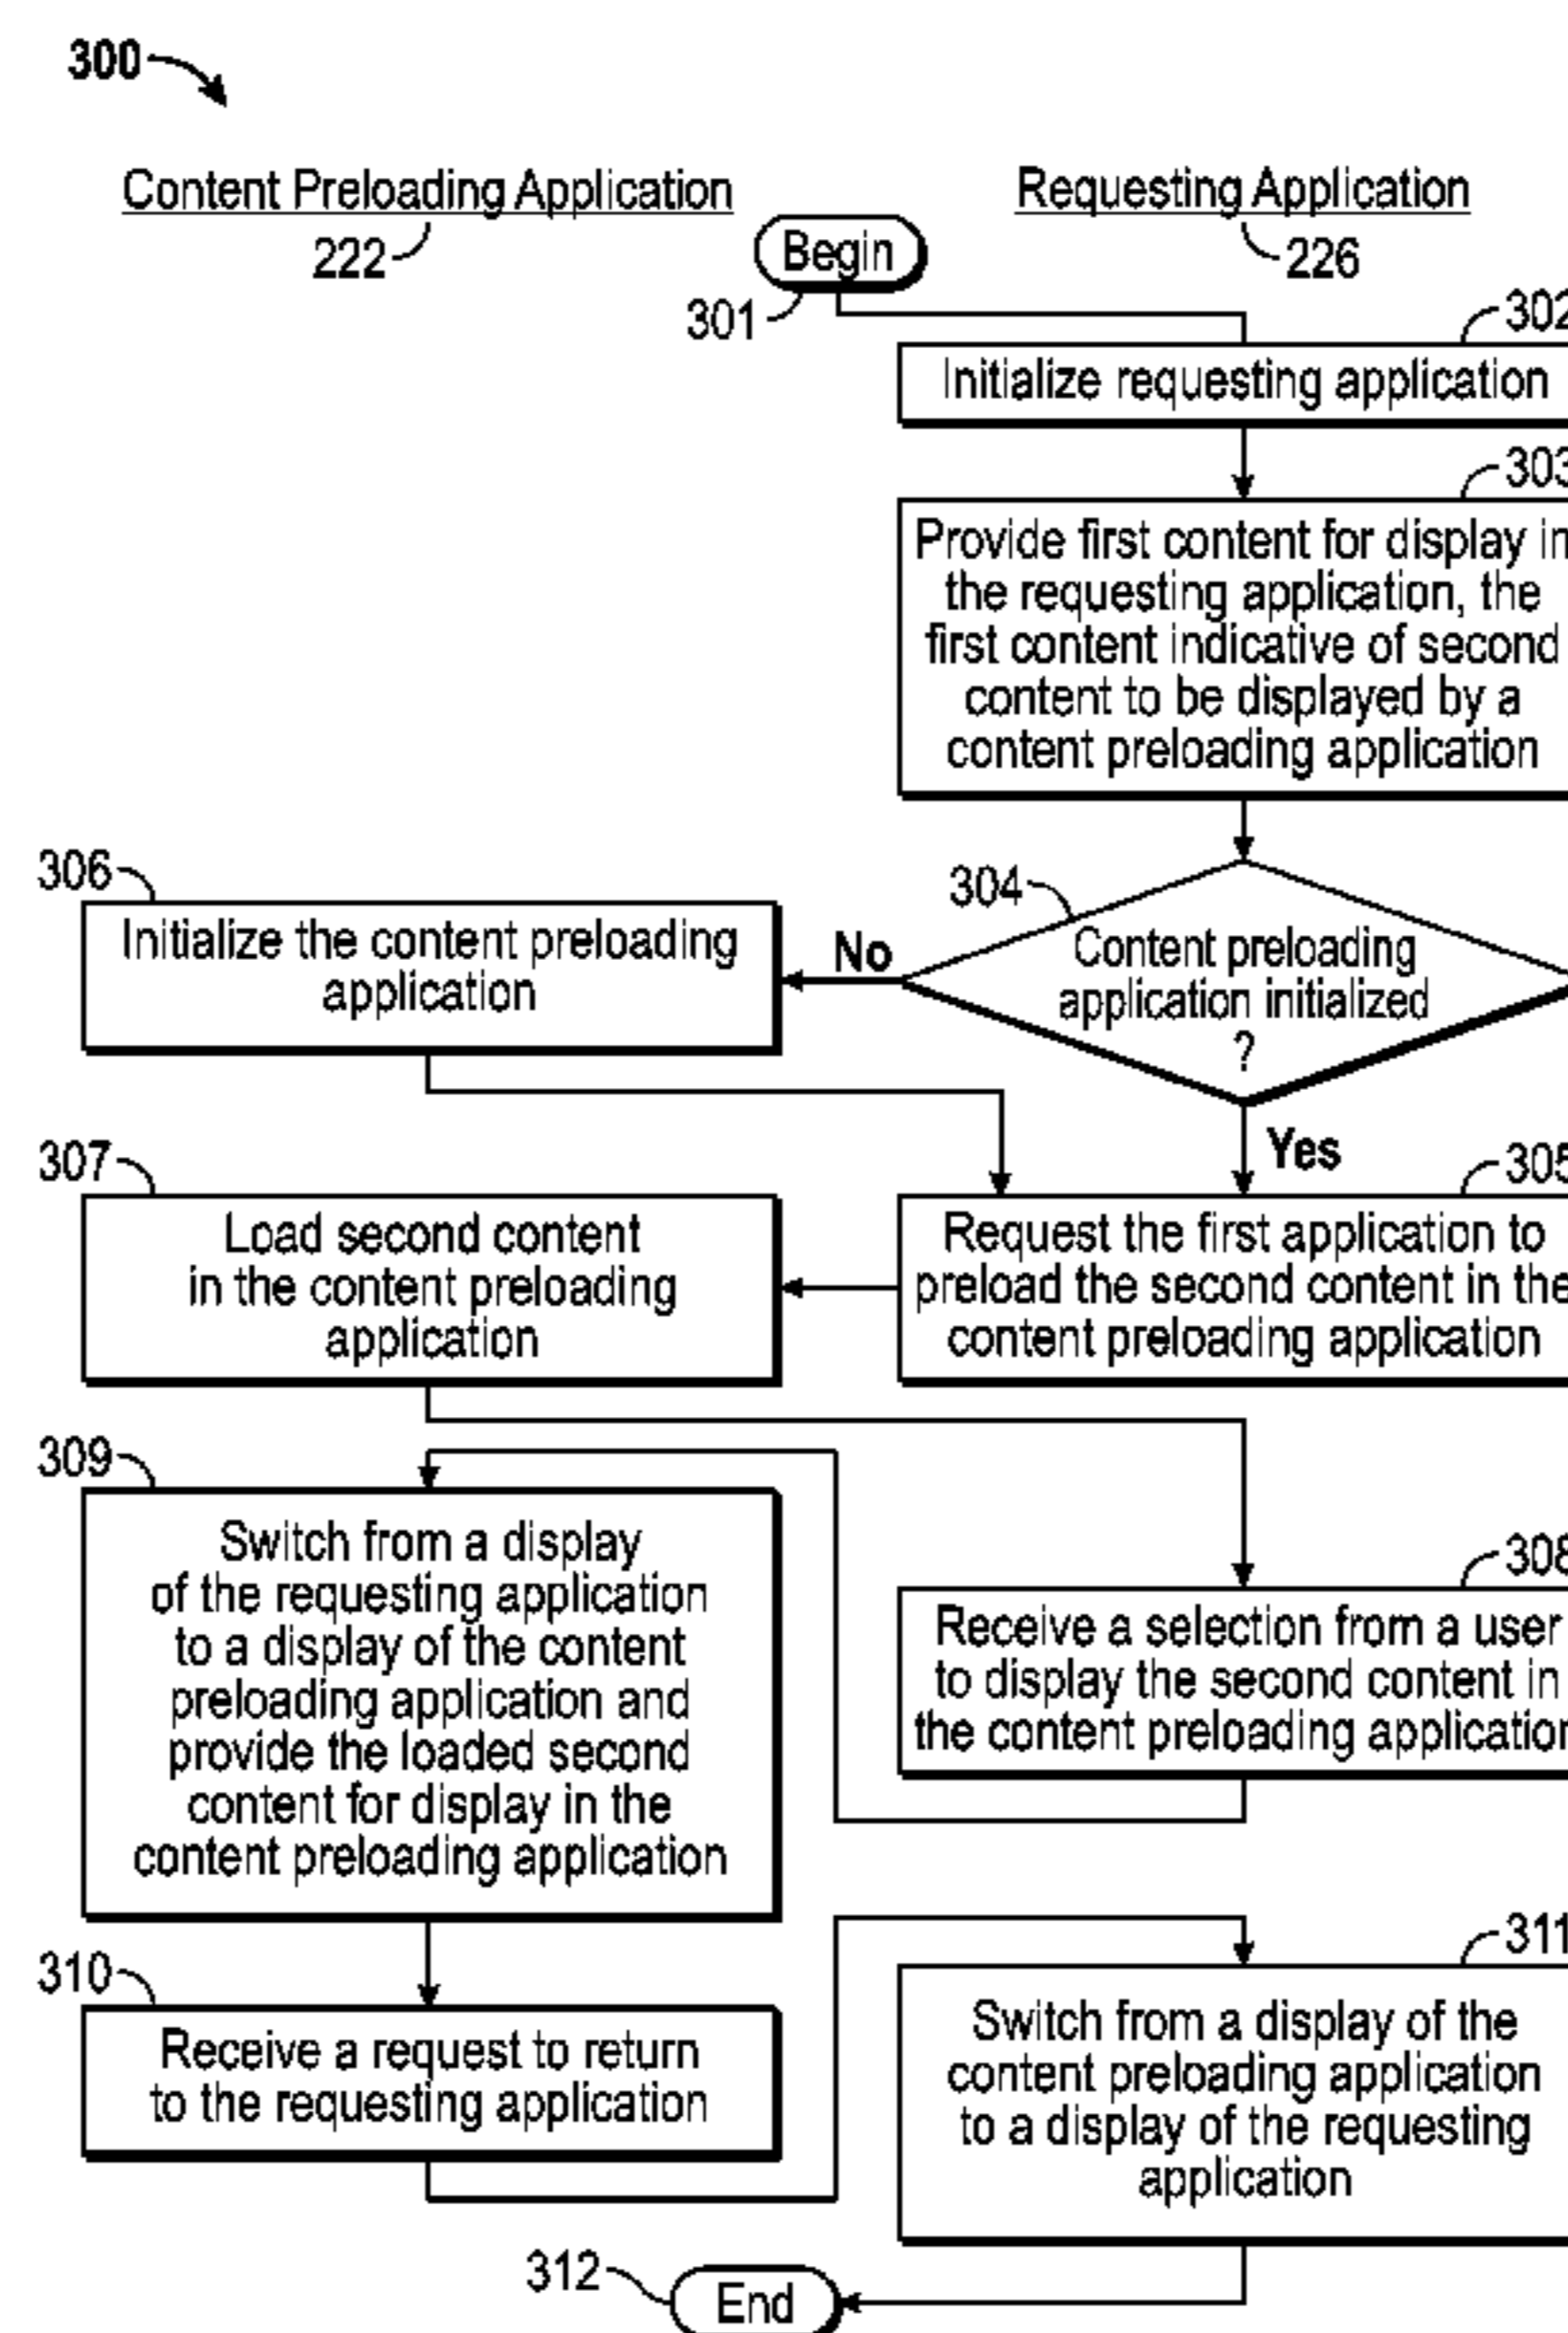 300
Content Preloading Application
222
Requesting Application
226
Begin
301
302
Initialize requesting application
303
Provide first content for display in
the requesting application, the
first content indicative of second
content to be displayed by a
content preloading application
304
Content preloading
application initialized
?
No
Yes
306
Initialize the content preloading
application
305
Request the first application to
preload the second content in the
content preloading application
307
Load second content
in the content preloading
application
308
Receive a selection from a user
to display the second content in
the content preloading application
309
Switch from a display
of the requesting application
to a display of the content
preloading application and
provide the loaded second
content for display in the
content preloading application
310
Receive a request to return
to the requesting application
311
Switch from a display of the
content preloading application
to a display of the requesting
application
312
End